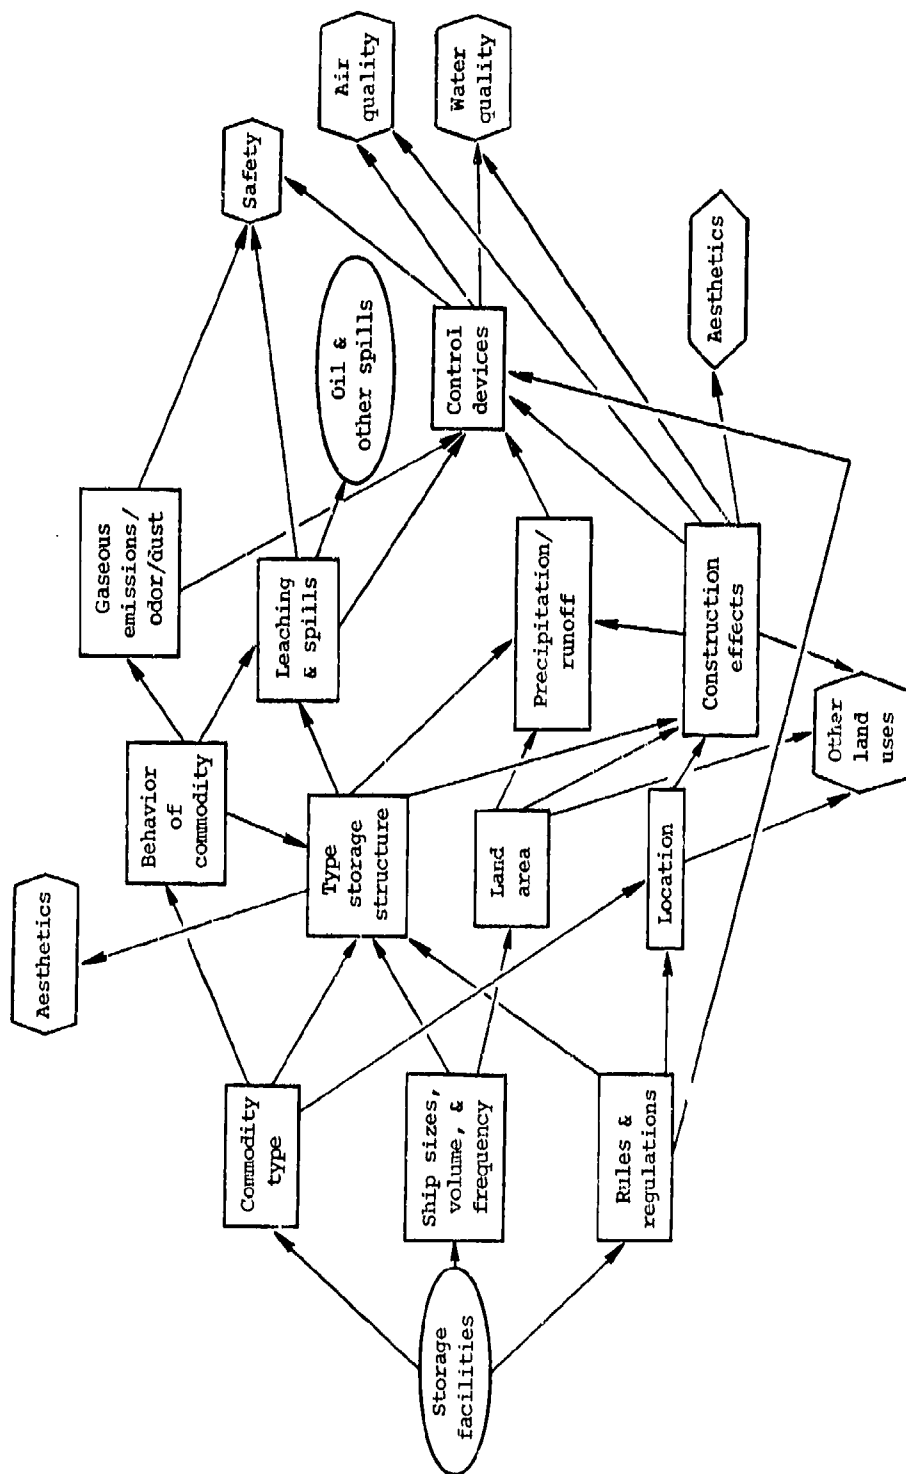 Storage
facilities
Commodity
type
Ship sizes,
volume, &
frequency
Rules &
regulations
Aesthetics
Behavior
of
commodity
Type
storage
structure
Land
area
Location
Gaseous
emissions/
odor/dust
Leaching
& spills
Precipitation/
runoff
Construction
effects
Other
land
uses
Oil &
other spills
Control
devices
Safety
Air
quality
Water
quality
Aesthetics